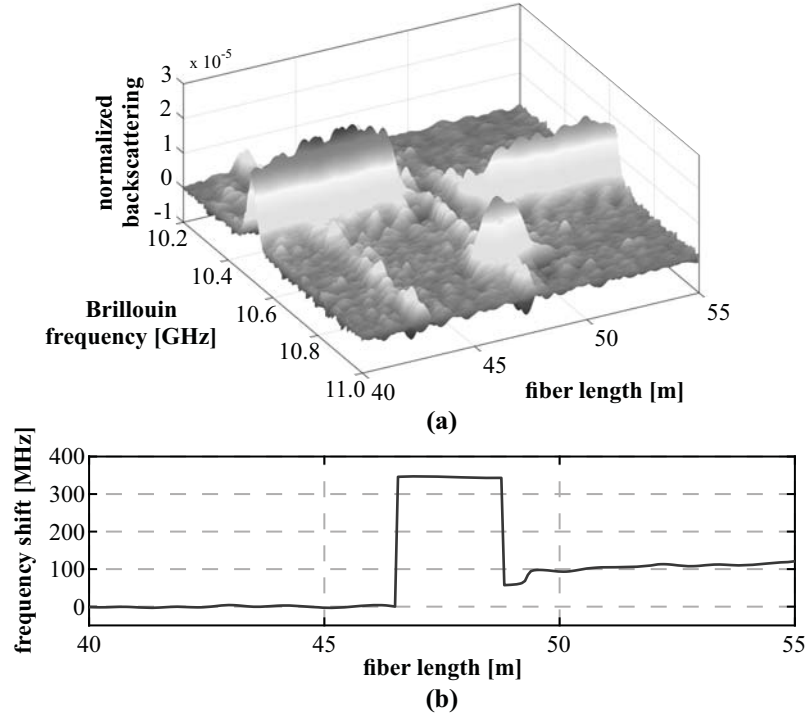 x 10^-5
3
2
1
0
-1
normalized
backscattering
10.2
10.4
10.6
10.8
11.0
Brillouin
frequency [GHz]
40
45
50
55
fiber length [m]
(a)
frequency shift [MHz]
400
300
200
100
0
40
45
50
55
fiber length [m]
(b)